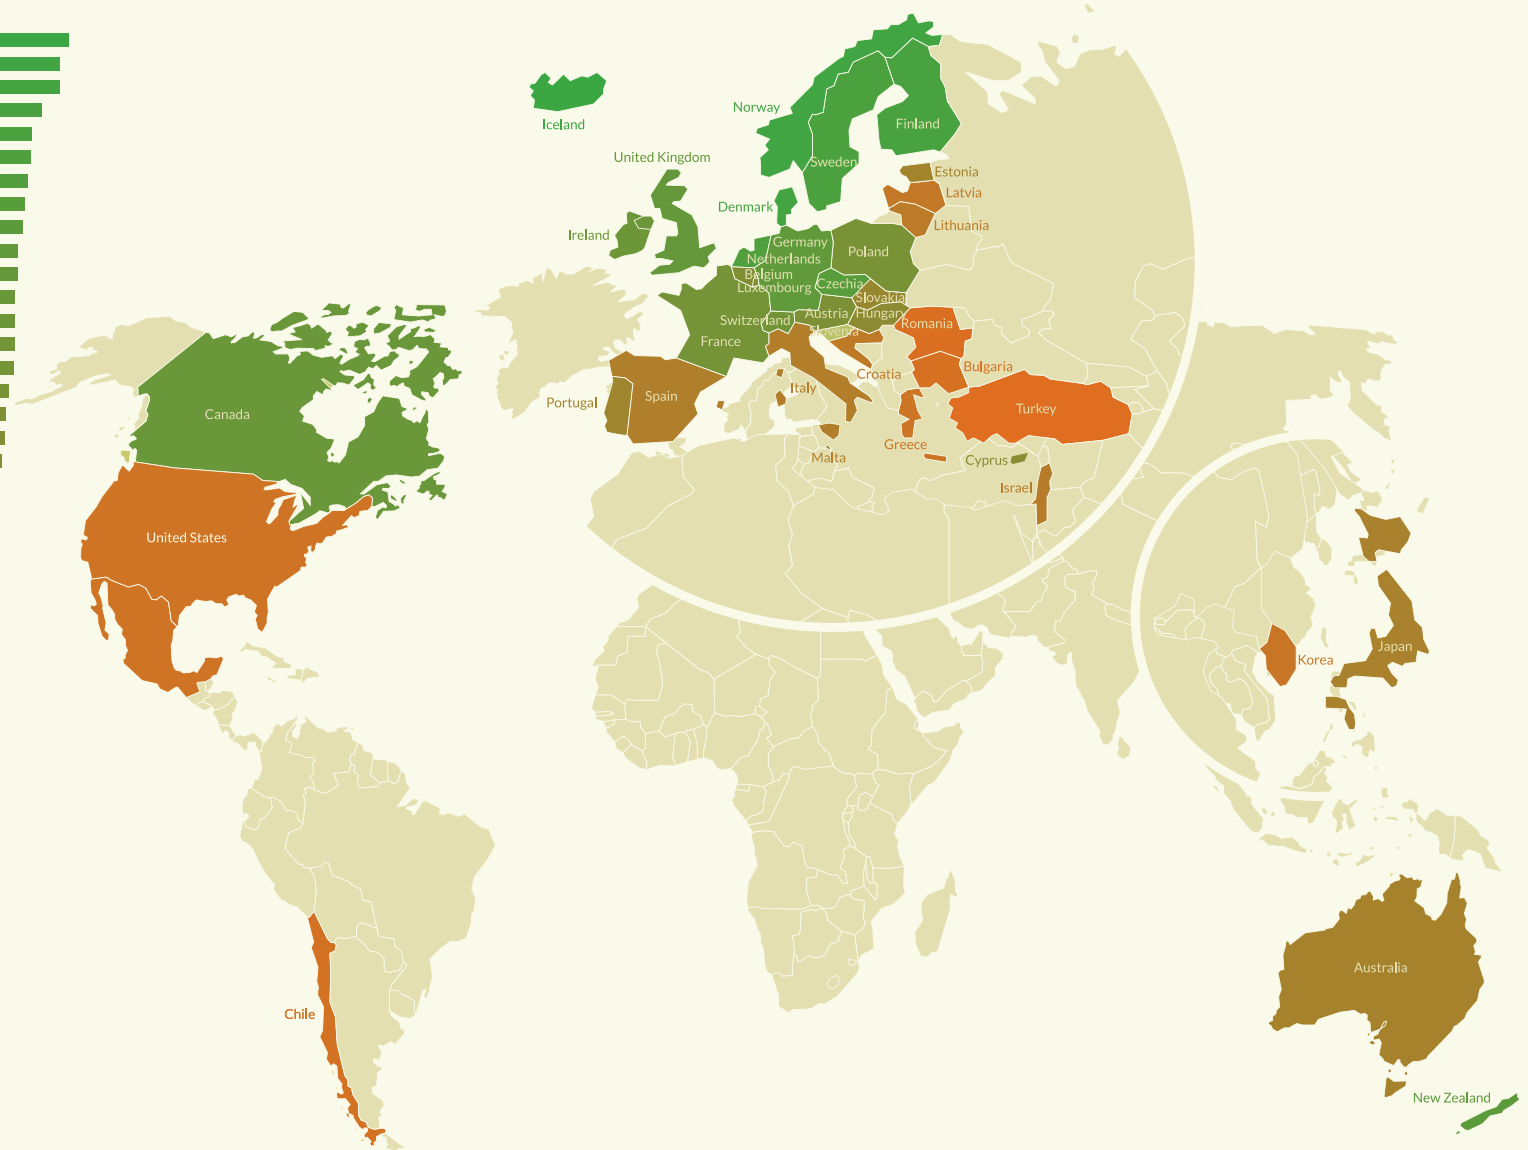 Norway
Finland
Iceland
United Kingdom
Sweden
Estonia
Latvia
Denmark
Lithuania
Ireland
Germany
Poland
Netherlands
Belgium
Czechia
Luxembourg
Slovakia
Austria
Hungary
Switzerland
Romania
Slovenia
France
Bulgaria
Croatia
Italy
Spain
Portugal
Turkey
Canada
Greece
Malta
Cyprus
Israel
United States
Japan
Korea
Australia
Chile
New Zealand